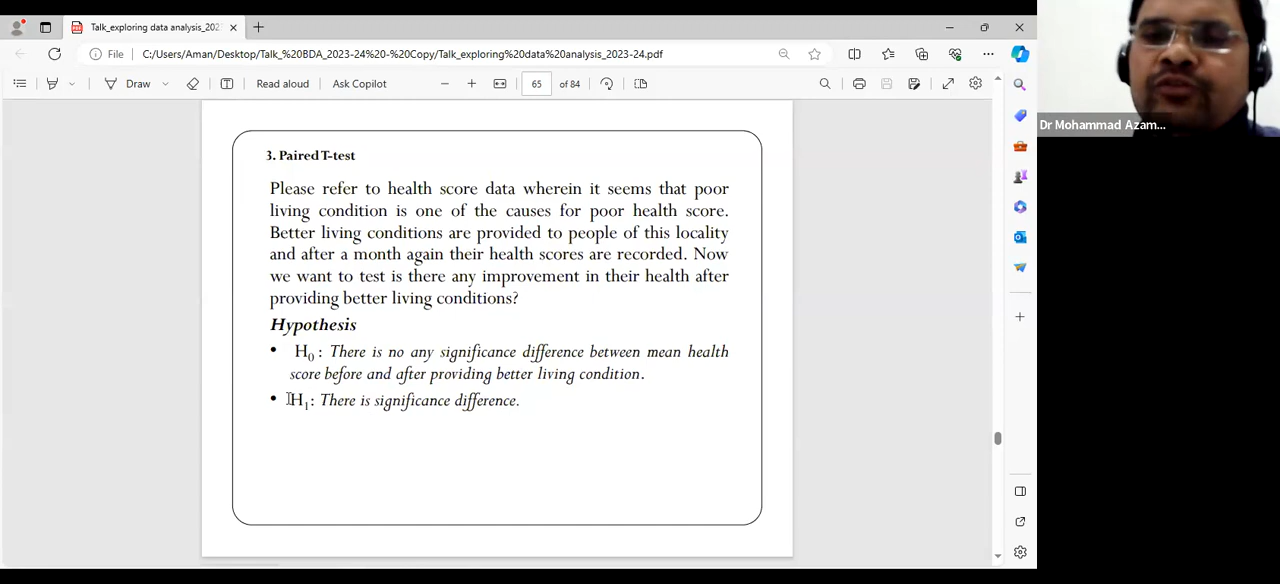 Talk_exploring data analysis_202
File
C:/Users/Aman/Desktop/Talk_%20BDA_2023-24%20-%20Copy/Talk_exploring%20data%20analysis_2023-24.pdf
Draw
Read aloud
Ask Copilot
65 of 84
Dr Mohammad Azam...
3. Paired T-test
Please refer to health score data wherein it seems that poor
living condition is one of the causes for poor health score.
Better living conditions are provided to people of this locality
and after a month again their health scores are recorded. Now
we want to test is there any improvement in their health after
providing better living conditions?
Hypothesis
• H₀ : There is no any significance difference between mean health
score before and after providing better living condition.
• H₁: There is significance difference.